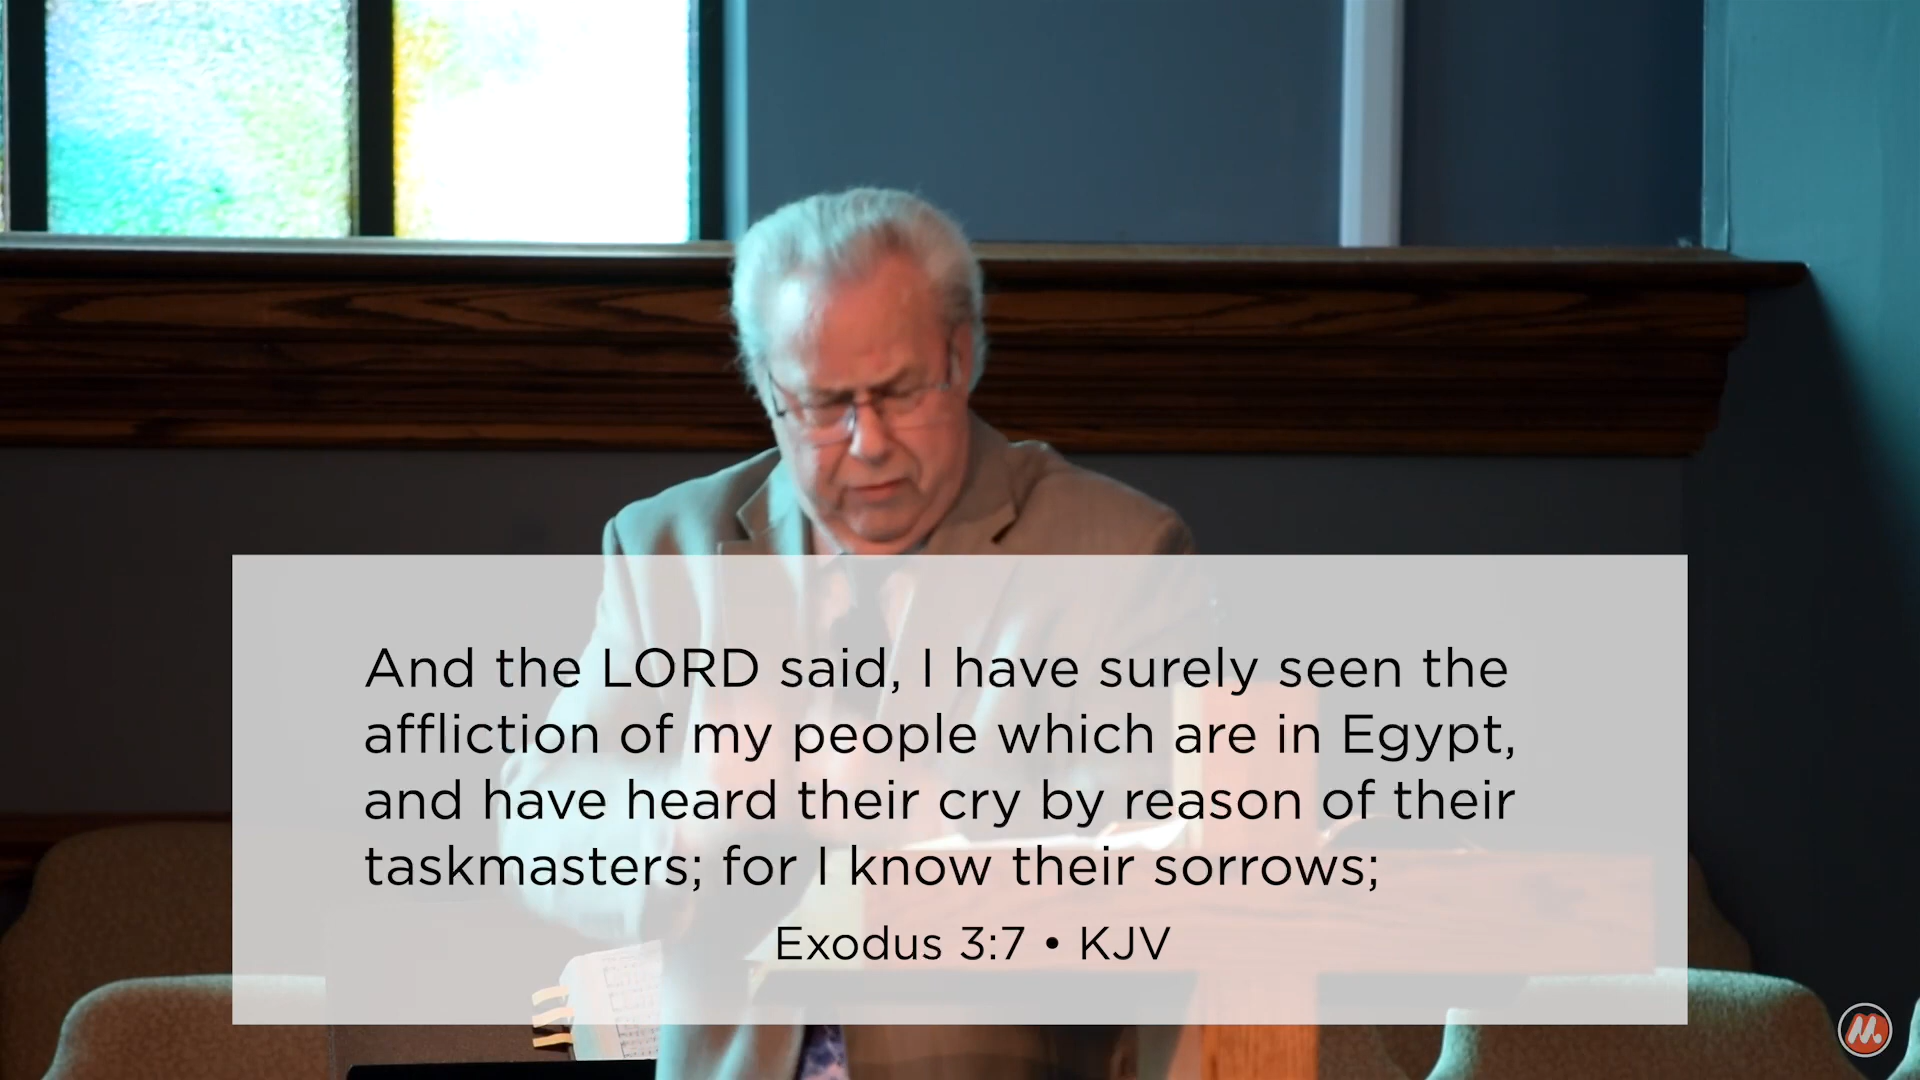 And the LORD said, I have surely seen the
affliction of my people which are in Egypt,
and have heard their cry by reason of their
taskmasters; for I know their sorrows;
Exodus 3:7 • KJV
M